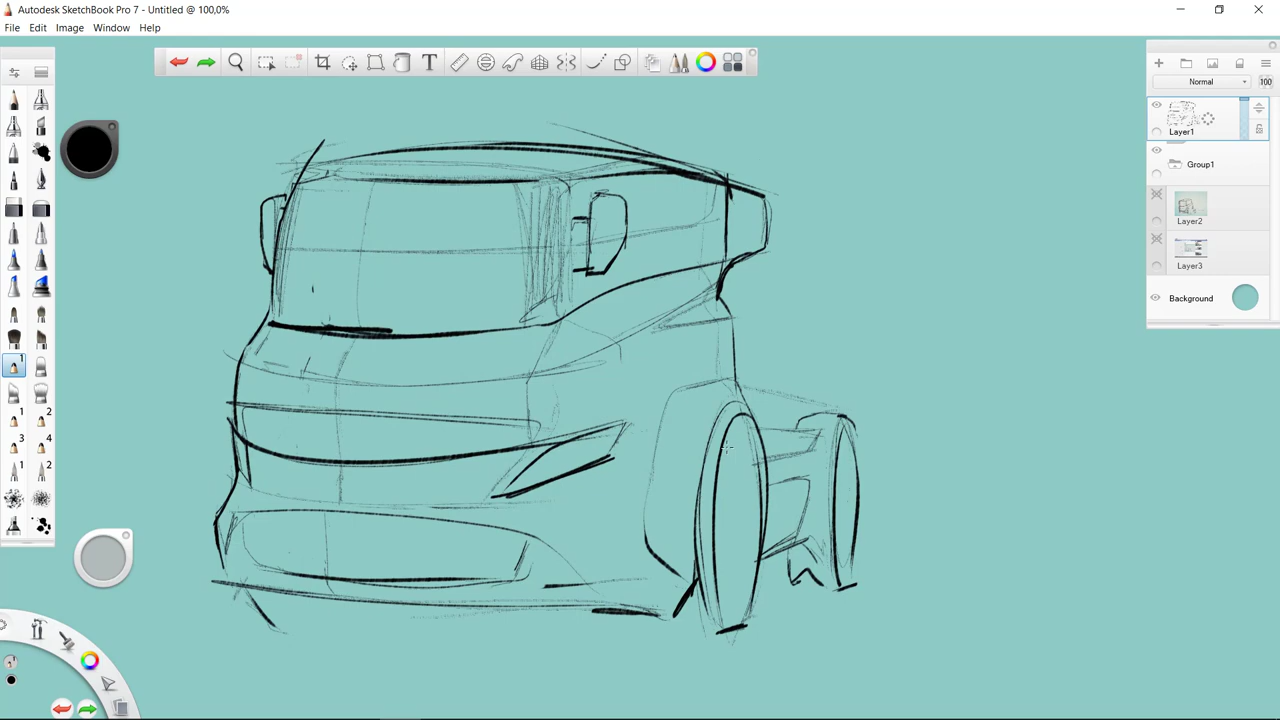 Autodesk SketchBook Pro 7 - Untitled @ 100,0%
File Edit Image Window Help
T
Normal 100
Layer1
Group1
Layer2
Layer3
Background
1
1 2
3 4
1 2